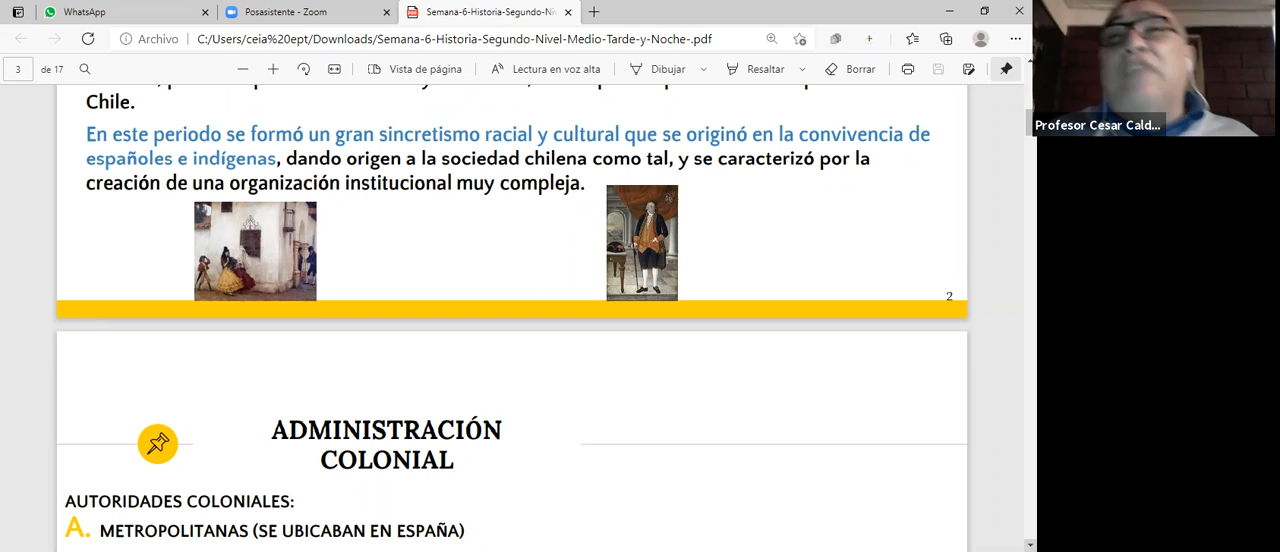 WhatsApp
Posasistente - Zoom
Semana-6-Historia-Segundo-Ni
Archivo
C:/Users/ceia%20ept/Downloads/Semana-6-Historia-Segundo-Nivel-Medio-Tarde-y-Noche-.pdf
3 de 17
Vista de página
Lectura en voz alta
Dibujar
Resaltar
Borrar
Chile.
En este periodo se formó un gran sincretismo racial y cultural que se originó en la convivencia de
españoles e indígenas, dando origen a la sociedad chilena como tal, y se caracterizó por la
creación de una organización institucional muy compleja.
2
ADMINISTRACIÓN
COLONIAL
AUTORIDADES COLONIALES:
A. METROPOLITANAS (SE UBICABAN EN ESPAÑA)
Profesor Cesar Cald...